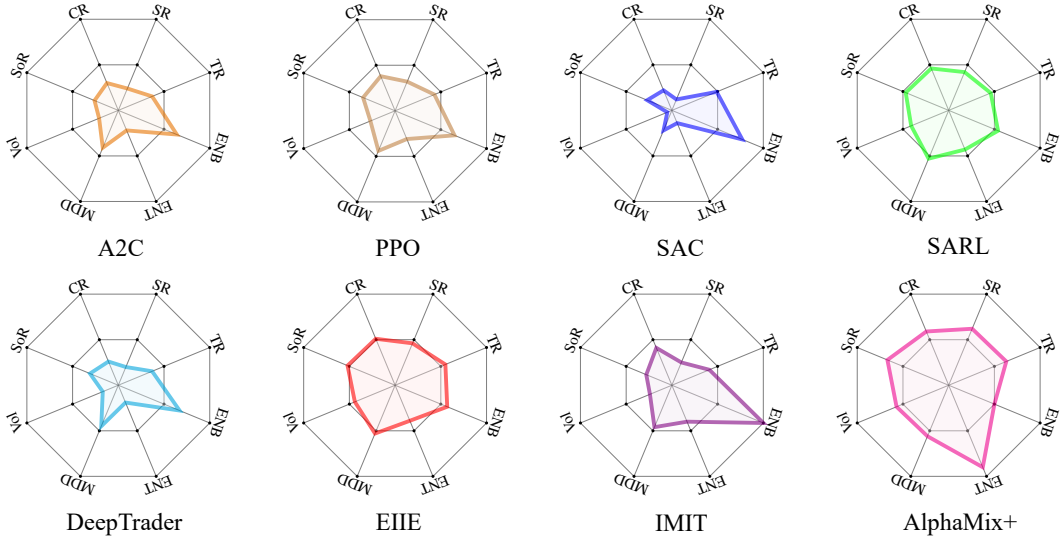 CR SR CR SR CR SR CR SR
SoR TR SoR TR SoR TR SoR TR
Vol ENB Vol ENB Vol ENB Vol ENB
MDD ENT MDD ENT MDD ENT MDD ENT
A2C PPO SAC SARL
CR SR CR SR CR SR CR SR
SoR TR SoR TR SoR TR SoR TR
Vol ENB Vol ENB Vol ENB Vol ENB
MDD ENT MDD ENT MDD ENT MDD ENT
DeepTrader EIIE IMIT AlphaMix+